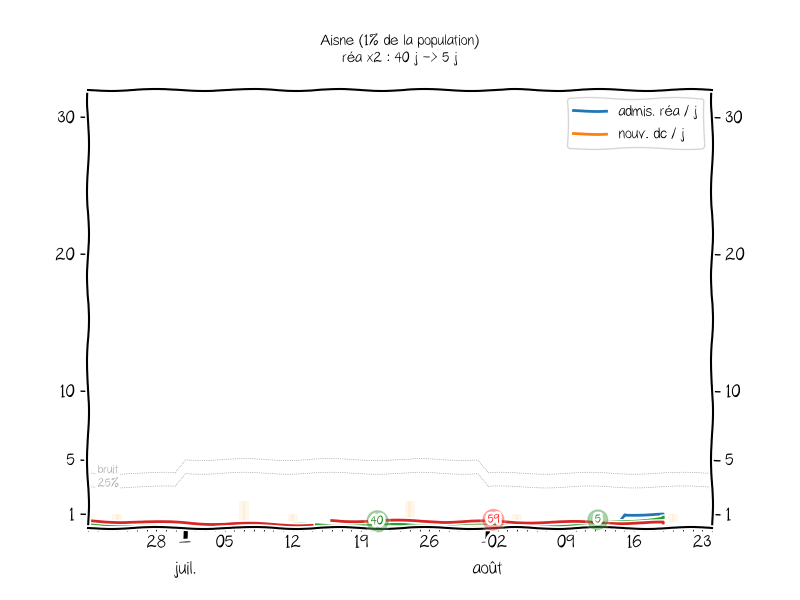 Aisne (1% de la population)
réa x2 : 40 j -> 5 j
admis. réa / j
nouv. dc / j
30 30
20 20
10 10
5 5
1 1
bruit
25%
40 59 5
28 05 12 19 26 02 09 16 23
juil. août